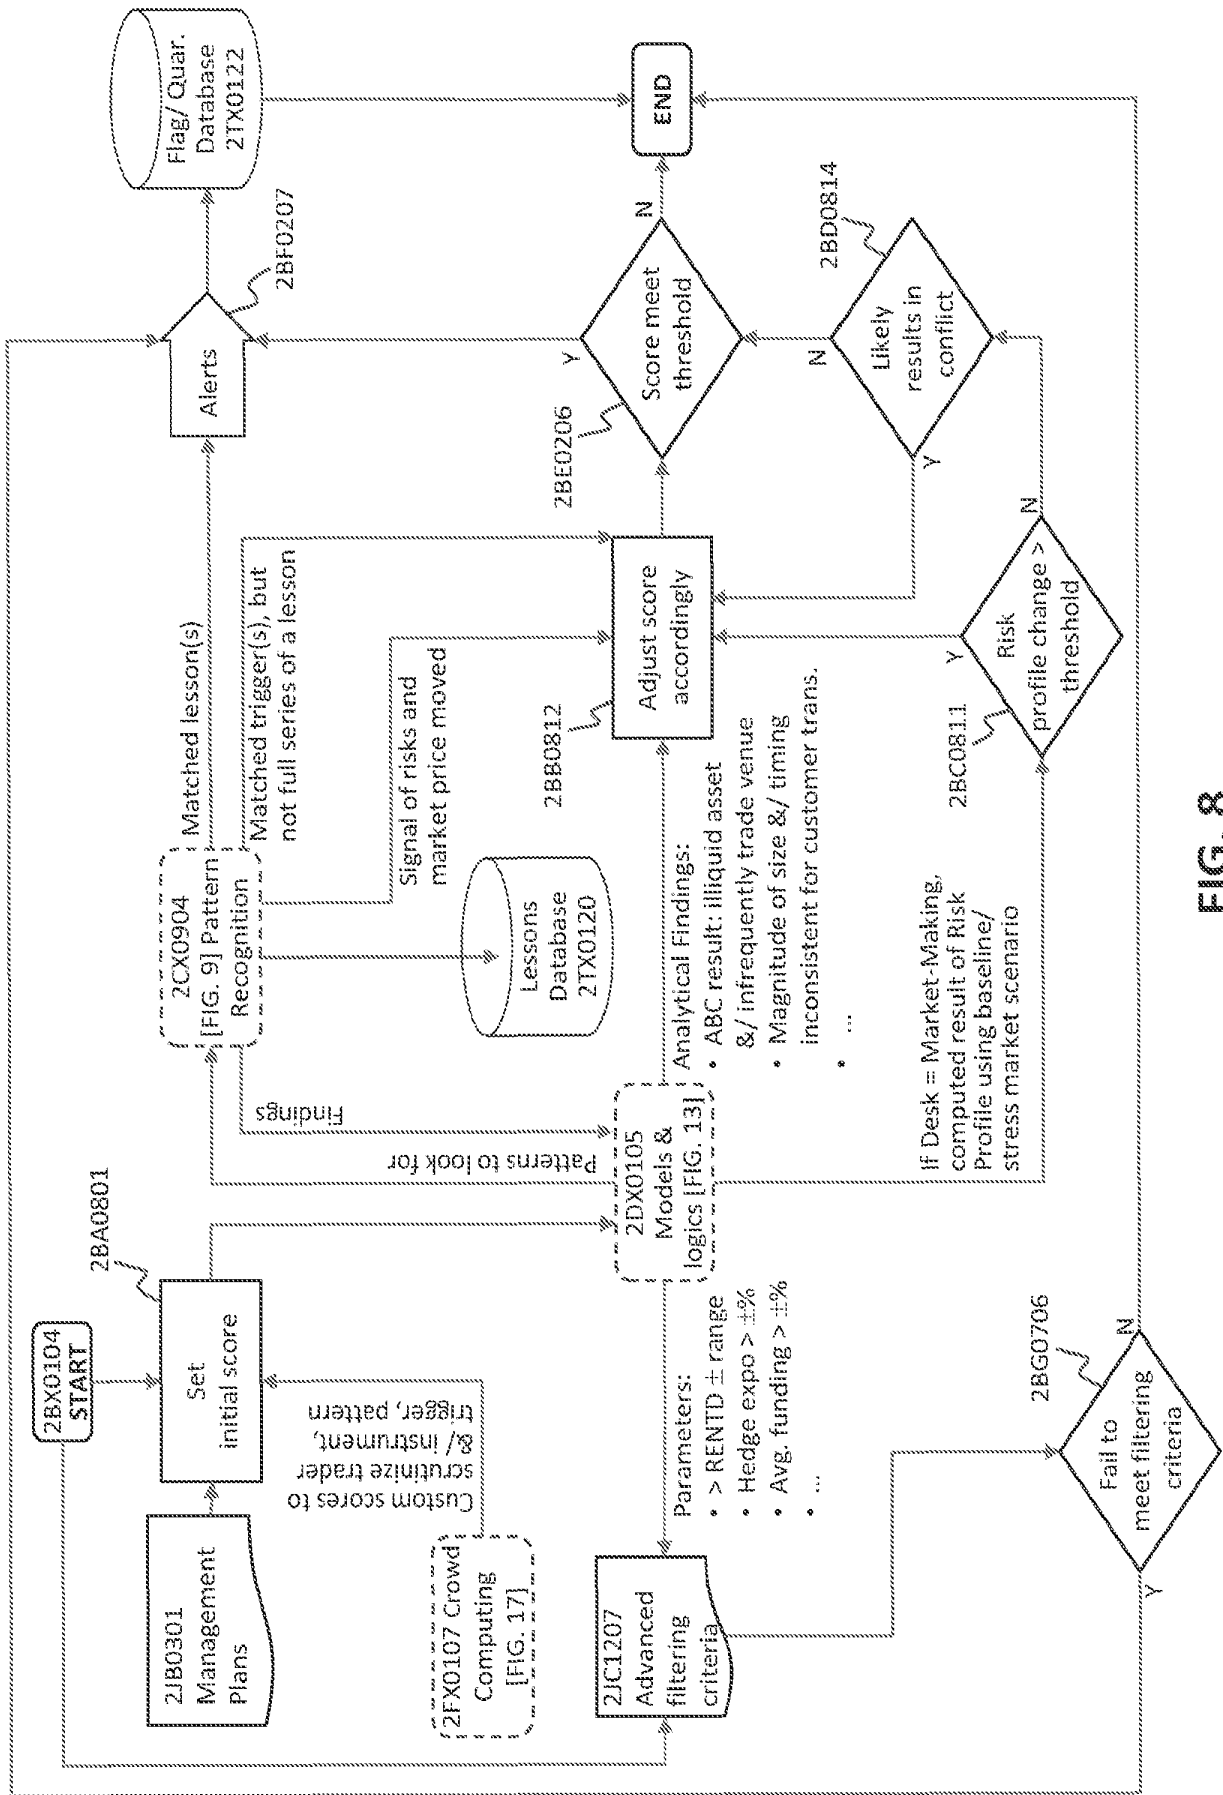 2BX0104
START
2JB0301
Management
Plans
Set
initial score
2BA0801
2FX0107 Crowd
Computing
[FIG. 17]
Custom scores to
scrutinize trader
&/ instrument,
trigger, pattern
2JC1207
Advanced
filtering
criteria
Parameters:
• > RENTD ± range
• Hedge expo > ±%
• Avg. funding > ±%
• ...
2DX0105
Models &
logics [FIG. 13]
Patterns to look for
Findings
2CX0904
[FIG. 9] Pattern
Recognition
Lessons
Database
2TX0120
Matched lesson(s)
Matched trigger(s), but
not full series of a lesson
Signal of risks and
market price moved
Analytical Findings:
• ABC result: illiquid asset
&/ infrequently trade venue
• Magnitude of size &/ timing
inconsistent for customer trans.
• ...
If Desk = Market-Making,
computed result of Risk
Profile using baseline/
stress market scenario
2BB0812
Adjust score
accordingly
2BC0811
Risk
profile change >
threshold
Y
N
2BD0814
Likely
results in
conflict
Y
N
2BE0206
Score meet
threshold
Y
N
Alerts
2BF0207
Flag/ Quar.
Database
2TX0122
END
2BG0706
Fail to
meet filtering
criteria
Y
N
FIG. 8